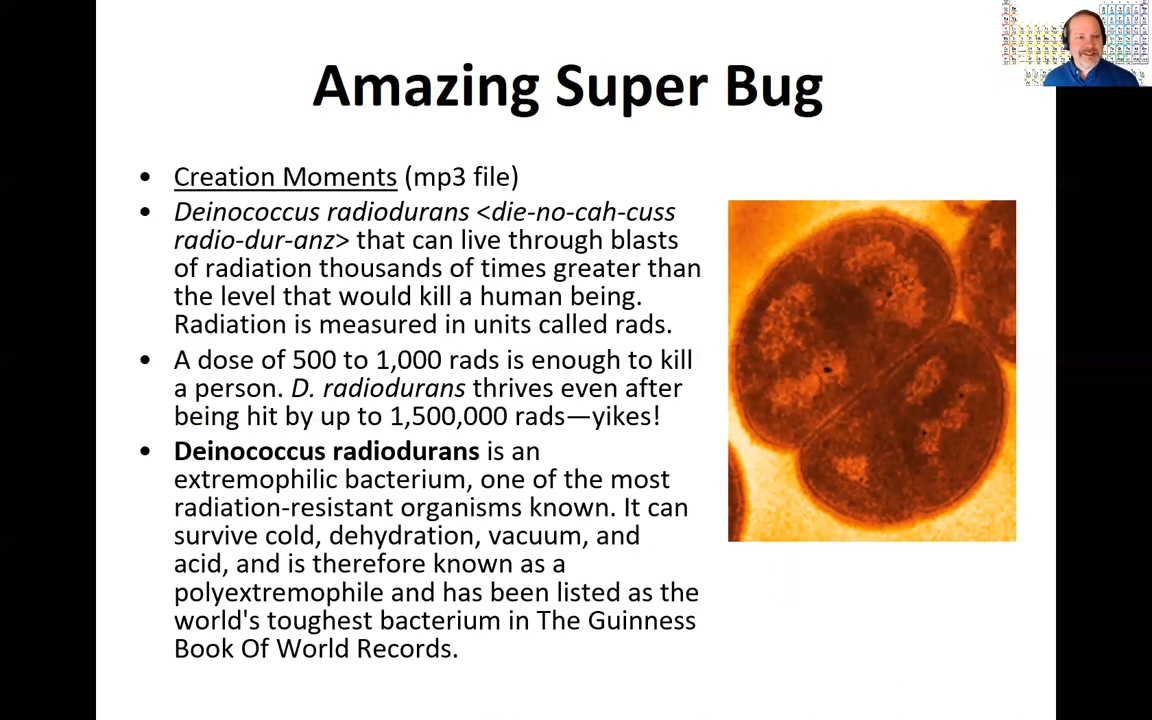 Amazing Super Bug
• Creation Moments (mp3 file)
• Deinococcus radiodurans <die-no-cah-cuss
radio-dur-anz> that can live through blasts
of radiation thousands of times greater than
the level that would kill a human being.
Radiation is measured in units called rads.
• A dose of 500 to 1,000 rads is enough to kill
a person. D. radiodurans thrives even after
being hit by up to 1,500,000 rads—yikes!
• Deinococcus radiodurans is an
extremophilic bacterium, one of the most
radiation-resistant organisms known. It can
survive cold, dehydration, vacuum, and
acid, and is therefore known as a
polyextremophile and has been listed as the
world's toughest bacterium in The Guinness
Book Of World Records.